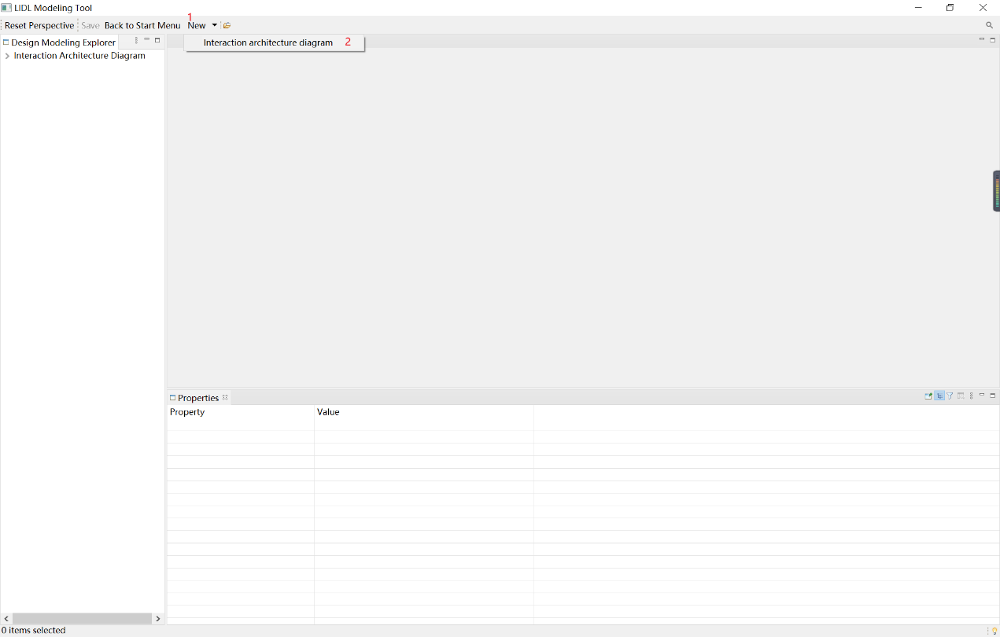 LIDL Modeling Tool
1
Reset Perspective Save Back to Start Menu New
Design Modeling Explorer
Interaction architecture diagram 2
Interaction Architecture Diagram
Properties
Property Value
0 items selected